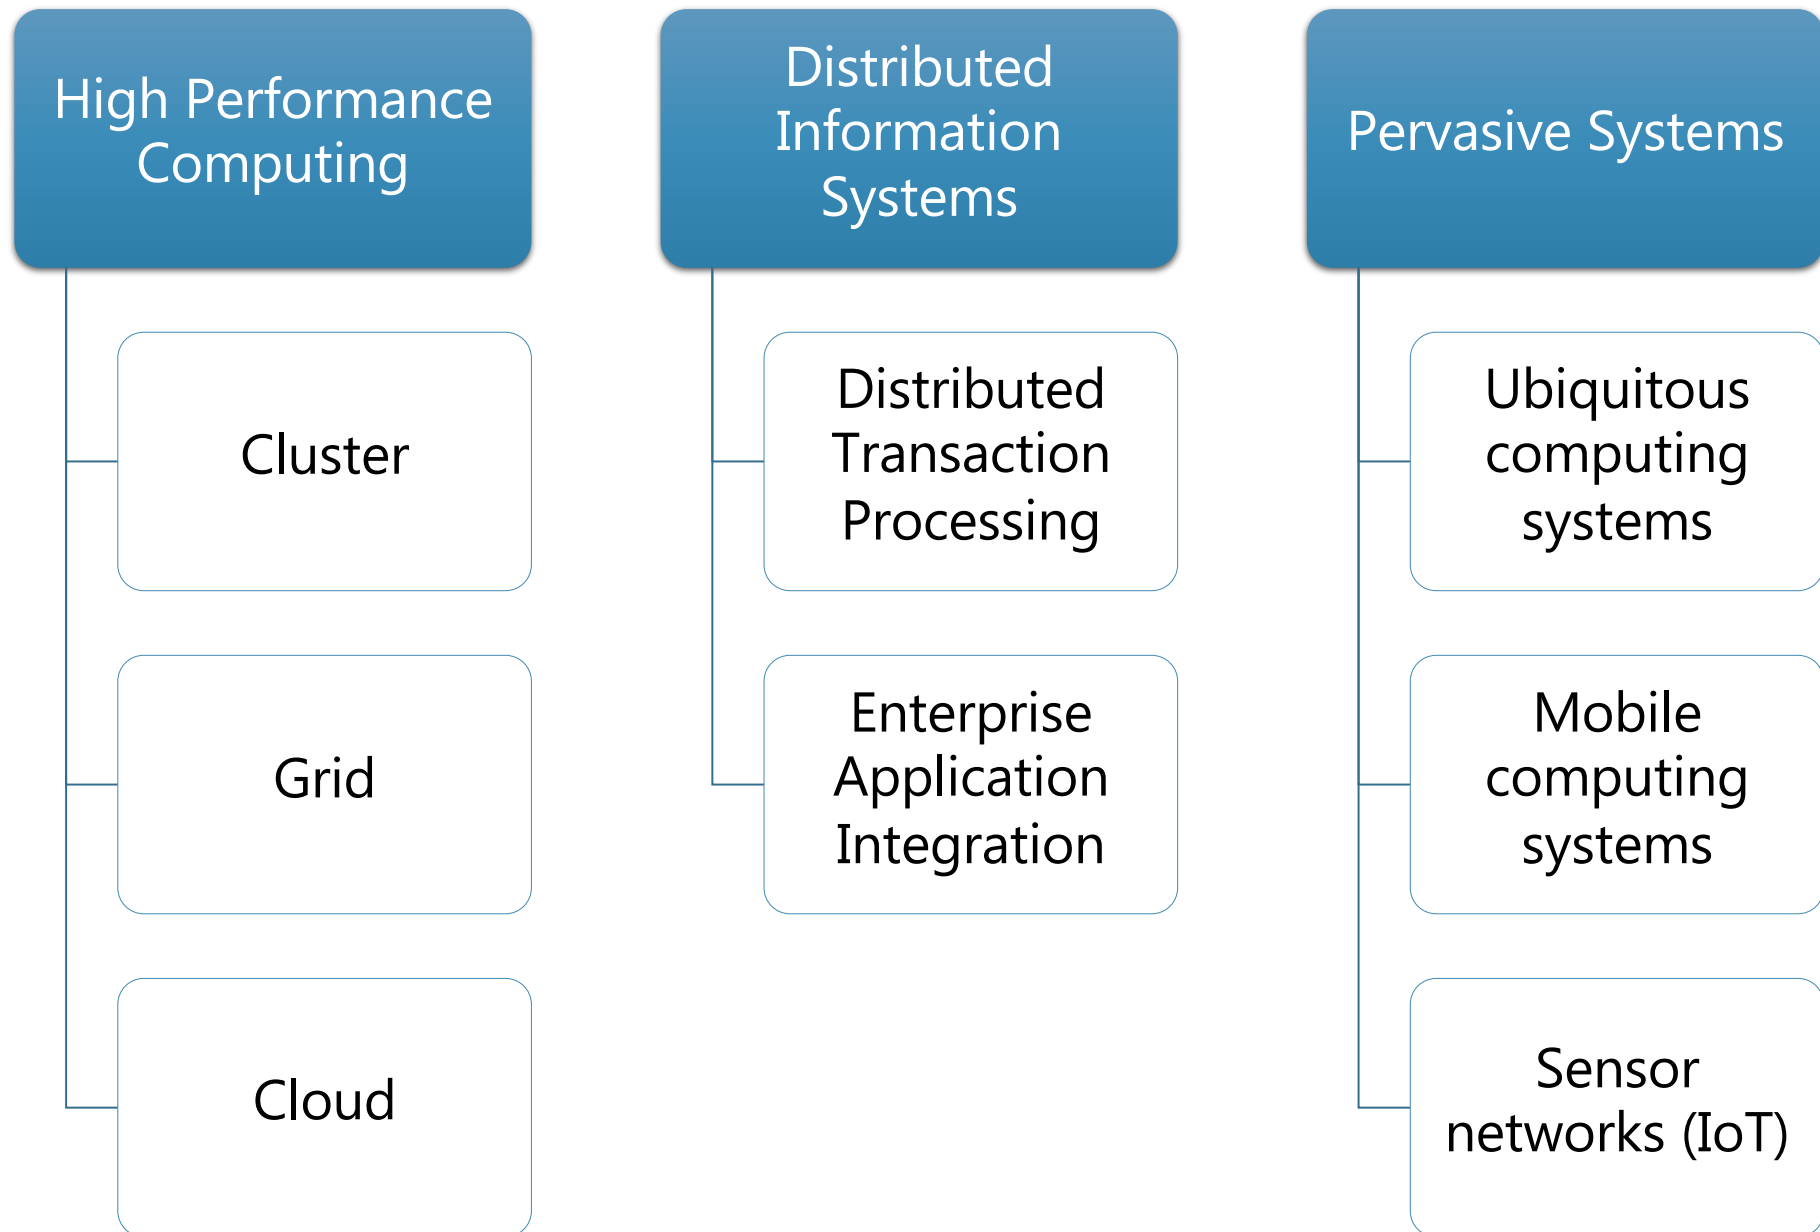 High Performance
Computing
Cluster
Grid
Cloud
Distributed
Information
Systems
Distributed
Transaction
Processing
Enterprise
Application
Integration
Pervasive Systems
Ubiquitous
computing
systems
Mobile
computing
systems
Sensor
networks (IoT)